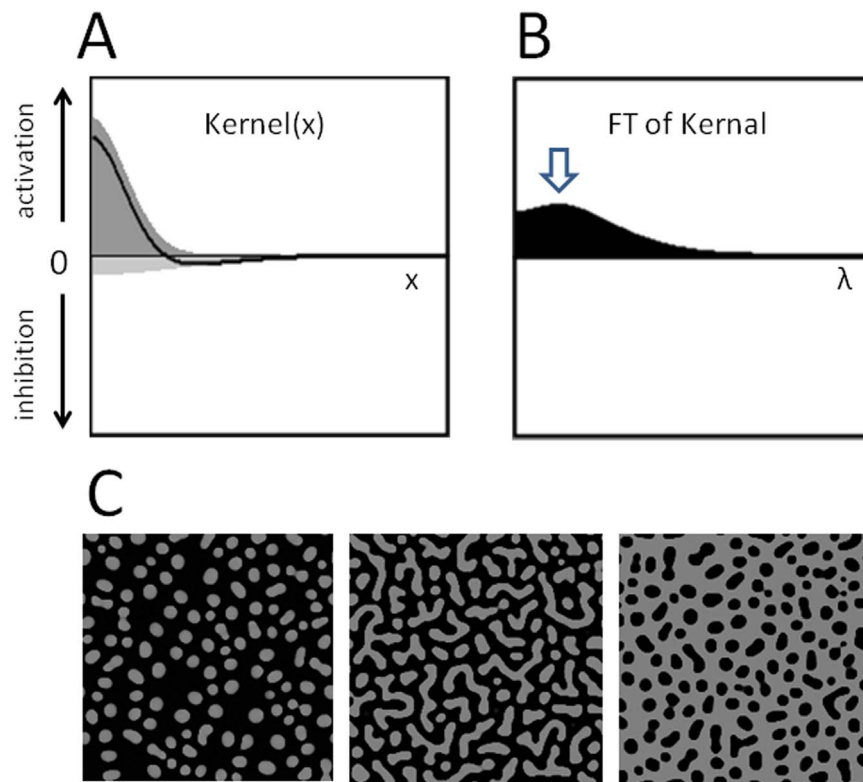 A
B
activation
Kernel(x)
FT of Kernal
0
x
λ
inhibition
C